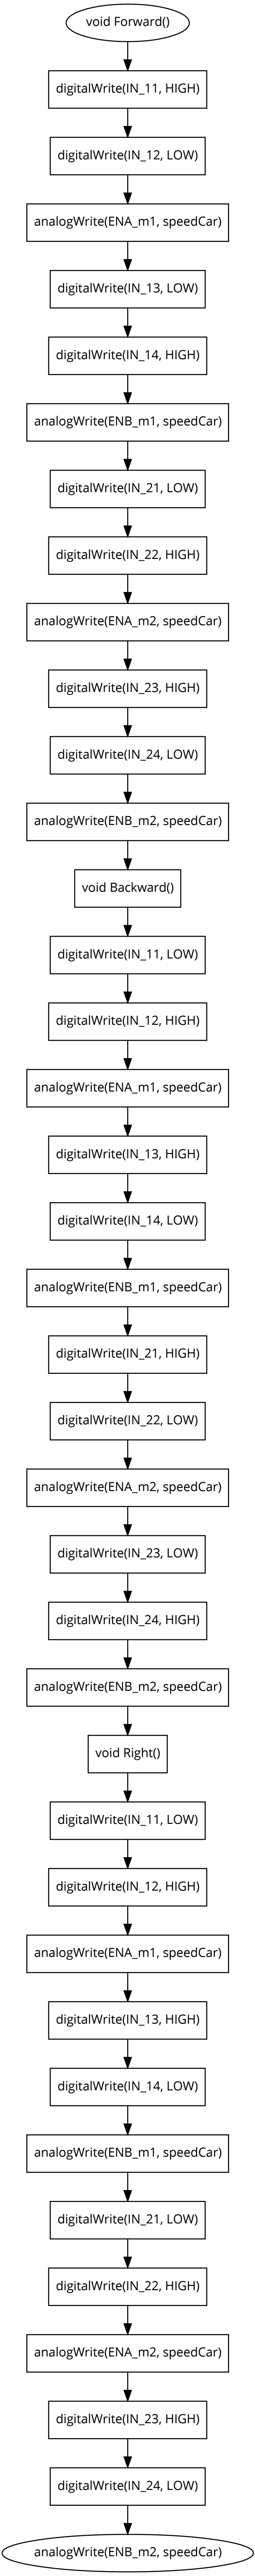 void Forward()
digitalWrite(IN_11, HIGH)
digitalWrite(IN_12, LOW)
analogWrite(ENA_m1, speedCar)
digitalWrite(IN_13, LOW)
digitalWrite(IN_14, HIGH)
analogWrite(ENB_m1, speedCar)
digitalWrite(IN_21, LOW)
digitalWrite(IN_22, HIGH)
analogWrite(ENA_m2, speedCar)
digitalWrite(IN_23, HIGH)
digitalWrite(IN_24, LOW)
analogWrite(ENB_m2, speedCar)
void Backward()
digitalWrite(IN_11, LOW)
digitalWrite(IN_12, HIGH)
analogWrite(ENA_m1, speedCar)
digitalWrite(IN_13, HIGH)
digitalWrite(IN_14, LOW)
analogWrite(ENB_m1, speedCar)
digitalWrite(IN_21, HIGH)
digitalWrite(IN_22, LOW)
analogWrite(ENA_m2, speedCar)
digitalWrite(IN_23, LOW)
digitalWrite(IN_24, HIGH)
analogWrite(ENB_m2, speedCar)
void Right()
digitalWrite(IN_11, LOW)
digitalWrite(IN_12, HIGH)
analogWrite(ENA_m1, speedCar)
digitalWrite(IN_13, HIGH)
digitalWrite(IN_14, LOW)
analogWrite(ENB_m1, speedCar)
digitalWrite(IN_21, LOW)
digitalWrite(IN_22, HIGH)
analogWrite(ENA_m2, speedCar)
digitalWrite(IN_23, HIGH)
digitalWrite(IN_24, LOW)
analogWrite(ENB_m2, speedCar)